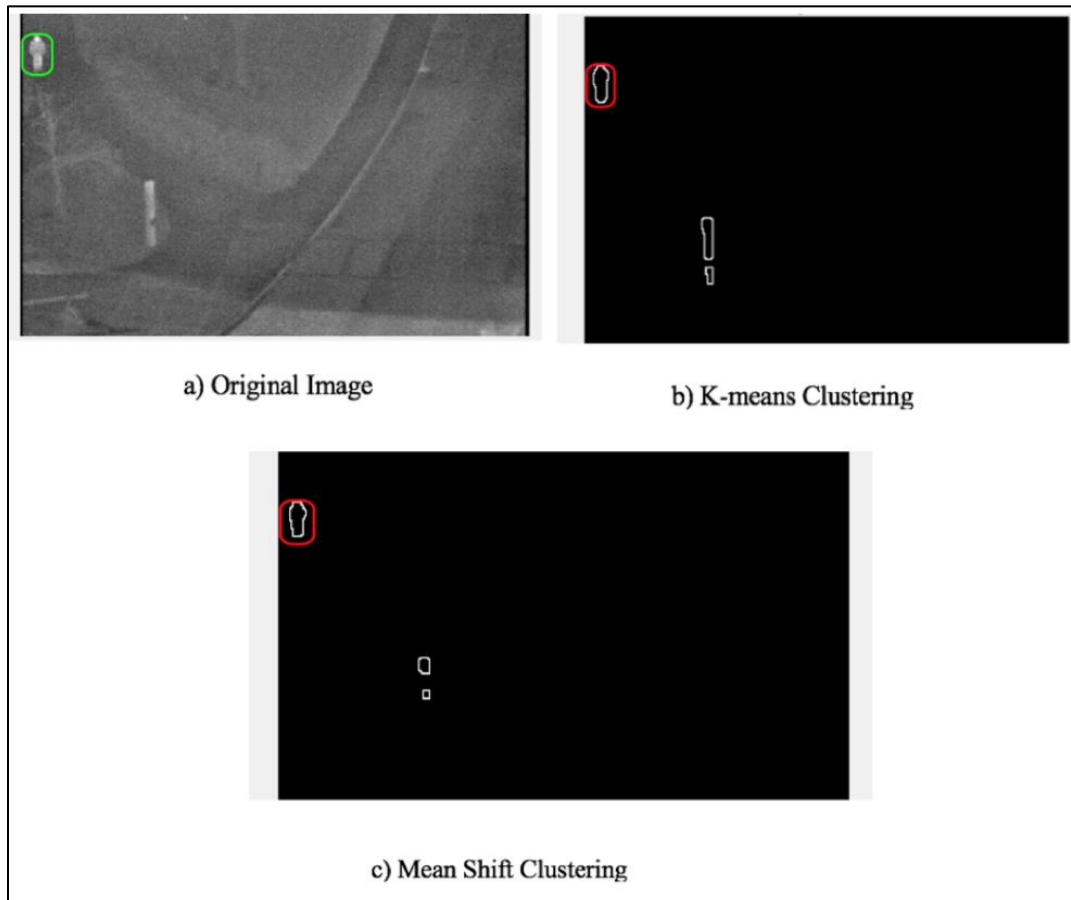 a) Original Image
b) K-means Clustering
c) Mean Shift Clustering